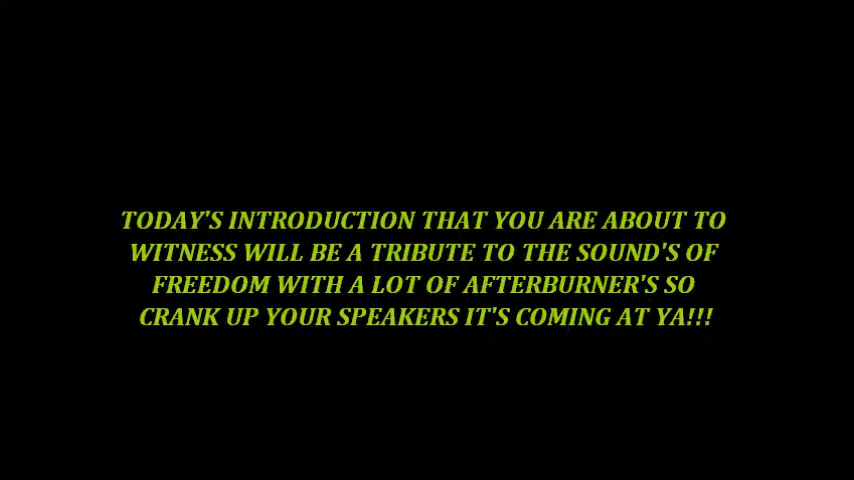 TODAY'S INTRODUCTION THAT YOU ARE ABOUT TO
WITNESS WILL BE A TRIBUTE TO THE SOUND'S OF
FREEDOM WITH A LOT OF AFTERBURNER'S SO
CRANK UP YOUR SPEAKERS IT'S COMING AT YA!!!